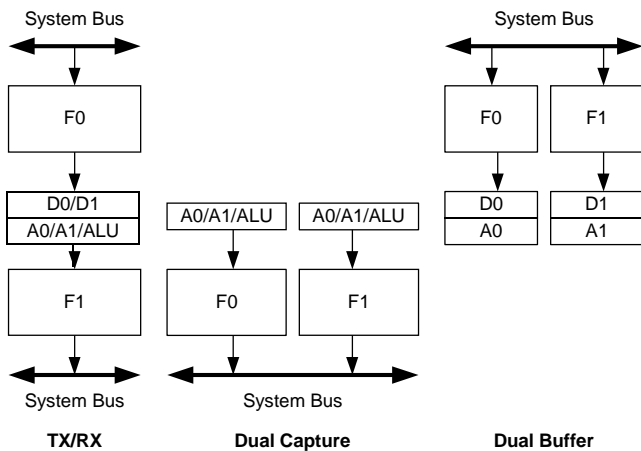 System Bus
System Bus
F0
F0
F1
D0/D1
D0
D1
A0/A1/ALU
A0/A1/ALU
A0/A1/ALU
A0
A1
F1
F0
F1
System Bus
System Bus
TX/RX
Dual Capture
Dual Buffer